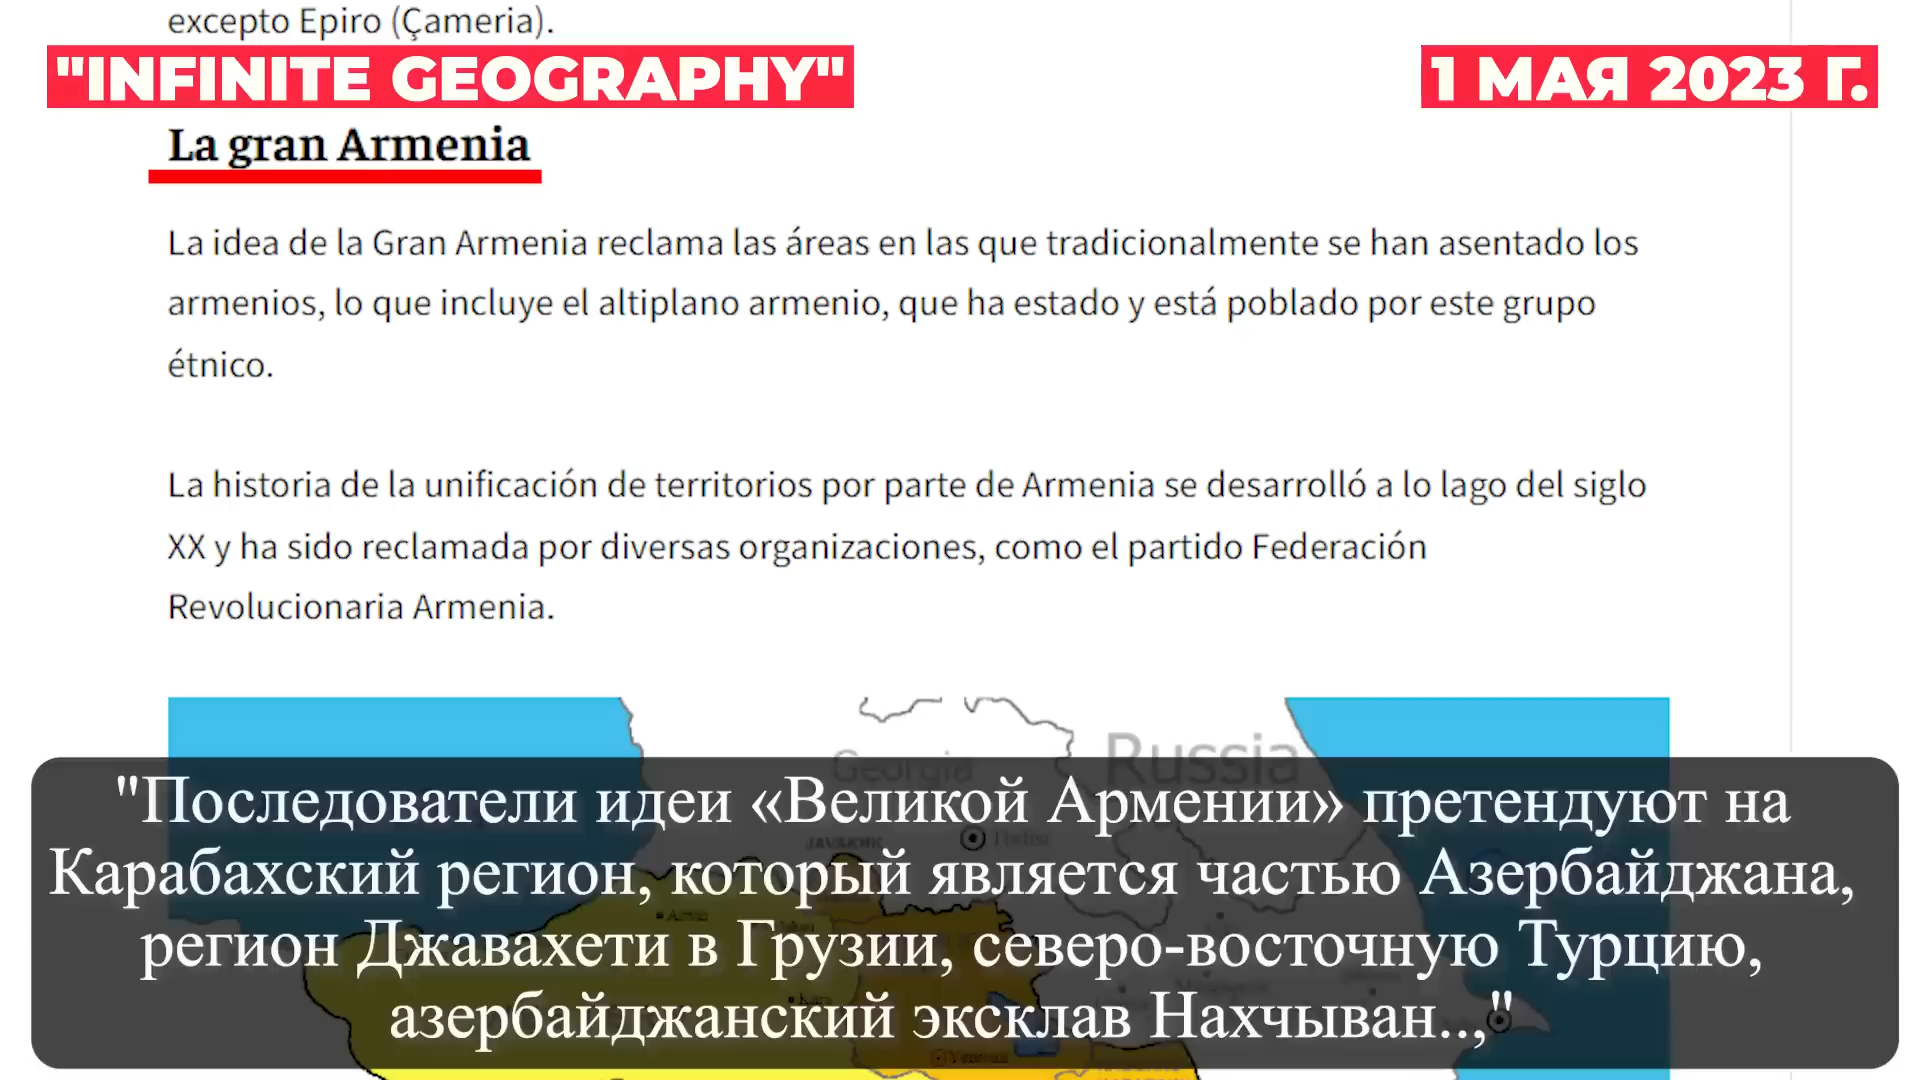 excepto Epiro (Çameria).
"INFINITE GEOGRAPHY"
1 МАЯ 2023 Г.
La gran Armenia
La idea de la Gran Armenia reclama las áreas en las que tradicionalmente se han asentado los
armenios, lo que incluye el altiplano armenio, que ha estado y está poblado por este grupo
étnico.
La historia de la unificación de territorios por parte de Armenia se desarrolló a lo lago del siglo
XX y ha sido reclamada por diversas organizaciones, como el partido Federación
Revolucionaria Armenia.
Georgia
Russia
"Последователи идеи «Великой Армении» претендуют на
Карабахский регион, который является частью Азербайджана,
регион Джавахети в Грузии, северо-восточную Турцию,
азербайджанский эксклав Нахчыван..,"